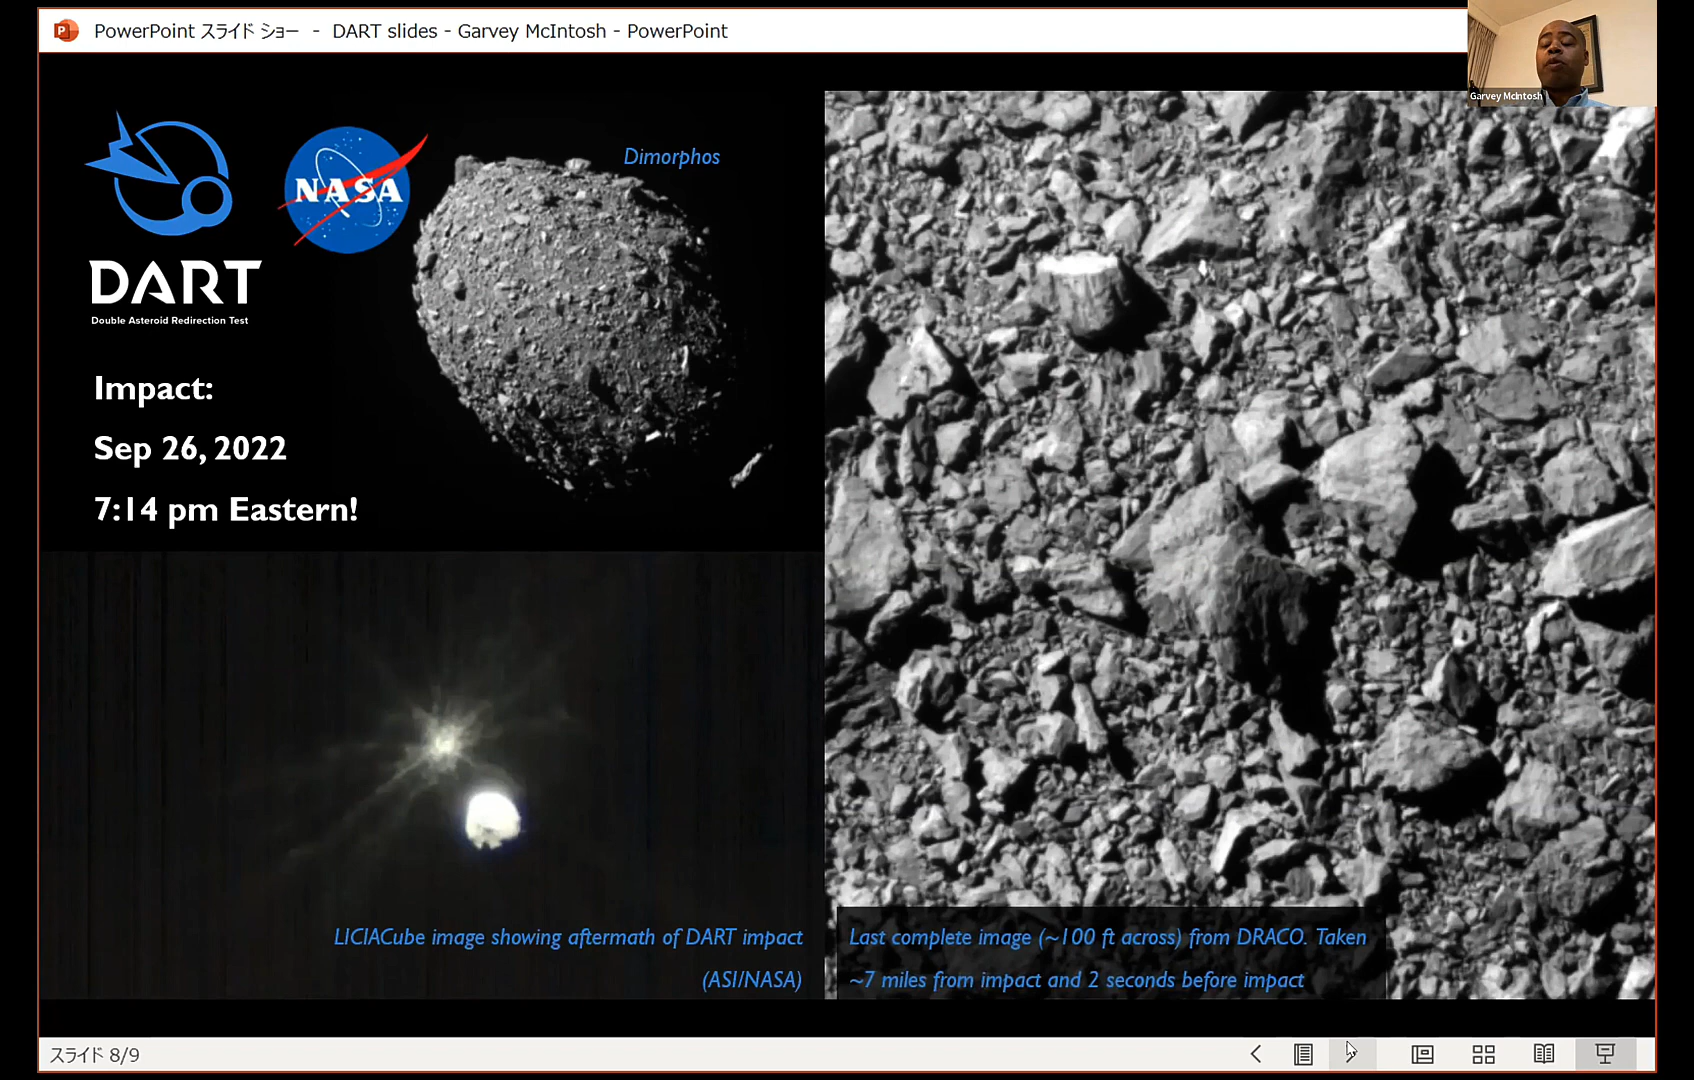 PowerPoint スライド ショー - DART slides - Garvey McIntosh - PowerPoint
Garvey McIntosh
NASA
Dimorphos
DART
Double Asteroid Redirection Test
Impact:
Sep 26, 2022
7:14 pm Eastern!
LICIACube image showing aftermath of DART impact
(ASI/NASA)
Last complete image (~100 ft across) from DRACO. Taken
~7 miles from impact and 2 seconds before impact
スライド 8/9